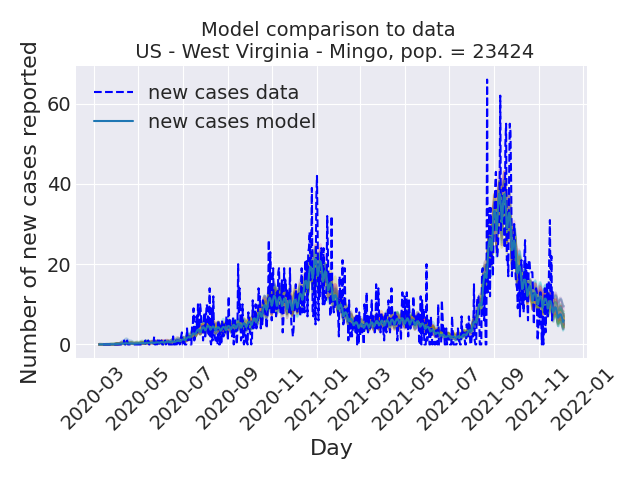 Model comparison to data
US - West Virginia - Mingo, pop. = 23424
Number of new cases reported
60
40
20
0
new cases data
new cases model
2020-03
2020-05
2020-07
2020-09
2020-11
2021-01
2021-03
2021-05
2021-07
2021-09
2021-11
2022-01
Day